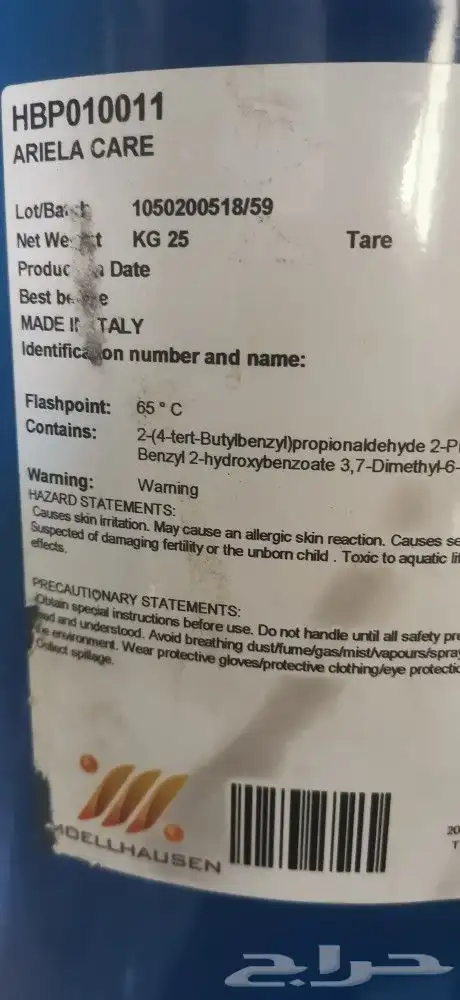 HBP010011
ARIELA CARE
Lot/Ba 1050200518/59
Net We t KG 25 Tare
Produc Date
Best be e
MADE I TALY
Identifica on number and name:
Flashpoint: 65 ° C
Contains: 2-(4-tert-Butylbenzyl)propionaldehyde 2-P
Benzyl 2-hydroxybenzoate 3,7-Dimethyl-6-
Warning: Warning
HAZARD STATEMENTS:
Causes skin irritation. May cause an allergic skin reaction. Causes se
Suspected of damaging fertility or the unborn child . Toxic to aquatic li
effects.
PRECAUTIONARY STATEMENTS:
Obtain special instructions before use. Do not handle until all safety pre
and understood. Avoid breathing dust/fume/gas/mist/vapours/spray
environment. Wear protective gloves/protective clothing/eye protectio
Collect spillage.
MOELLHAUSEN
20
T
حراج